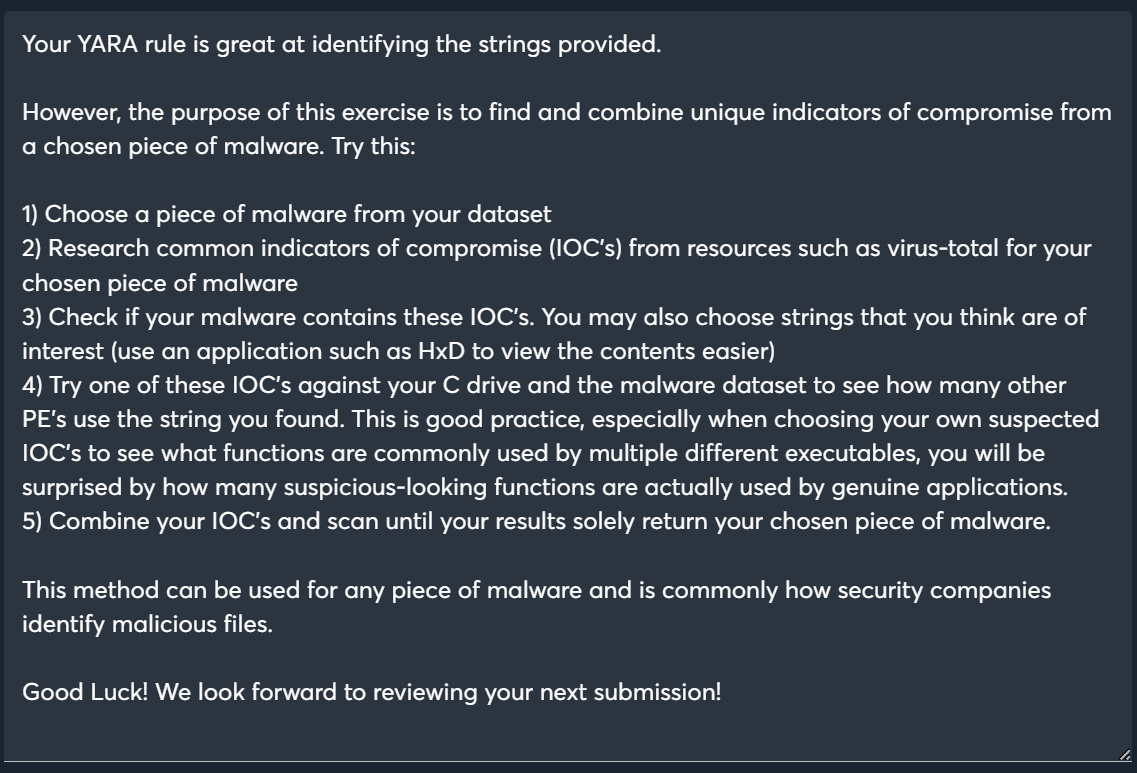 Your YARA rule is great at identifying the strings provided.
However, the purpose of this exercise is to find and combine unique indicators of compromise from
a chosen piece of malware. Try this:
1) Choose a piece of malware from your dataset
2) Research common indicators of compromise (IOC's) from resources such as virus-total for your
chosen piece of malware
3) Check if your malware contains these IOC's. You may also choose strings that you think are of
interest (use an application such as HxD to view the contents easier)
4) Try one of these IOC's against your C drive and the malware dataset to see how many other
PE's use the string you found. This is good practice, especially when choosing your own suspected
IOC's to see what functions are commonly used by multiple different executables, you will be
surprised by how many suspicious-looking functions are actually used by genuine applications.
5) Combine your IOC's and scan until your results solely return your chosen piece of malware.
This method can be used for any piece of malware and is commonly how security companies
identify malicious files.
Good Luck! We look forward to reviewing your next submission!